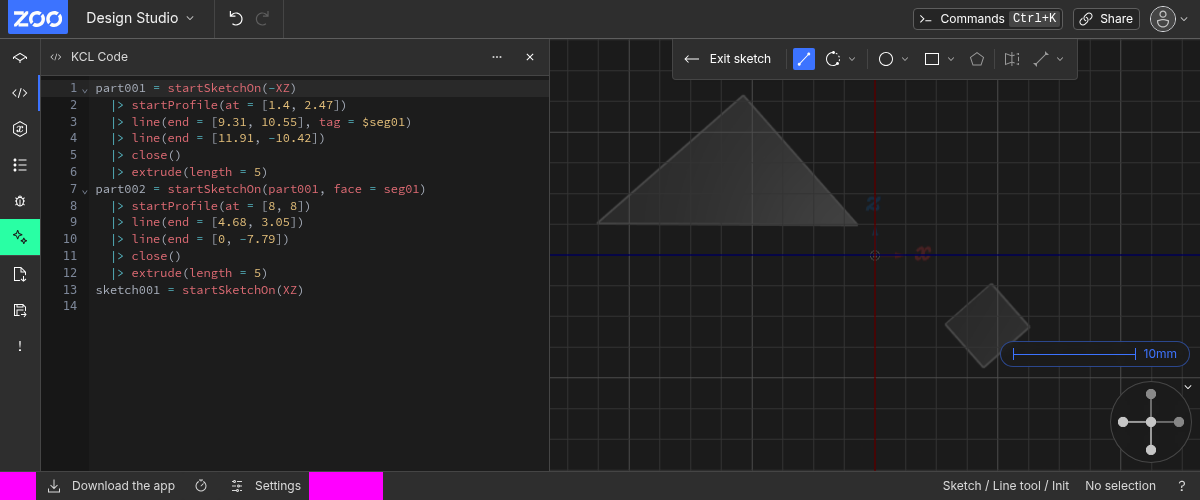 ZOO Design Studio Commands Ctrl+K Share
KCL Code
Exit sketch
1 part001 = startSketchOn(-XZ)
2 |> startProfile(at = [1.4, 2.47])
3 |> line(end = [9.31, 10.55], tag = $seg01)
4 |> line(end = [11.91, -10.42])
5 |> close()
6 |> extrude(length = 5)
7 part002 = startSketchOn(part001, face = seg01)
8 |> startProfile(at = [8, 8])
9 |> line(end = [4.68, 3.05])
10 |> line(end = [0, -7.79])
11 |> close()
12 |> extrude(length = 5)
13 sketch001 = startSketchOn(XZ)
14
z
x
10mm
Download the app Settings Sketch / Line tool / Init No selection ?